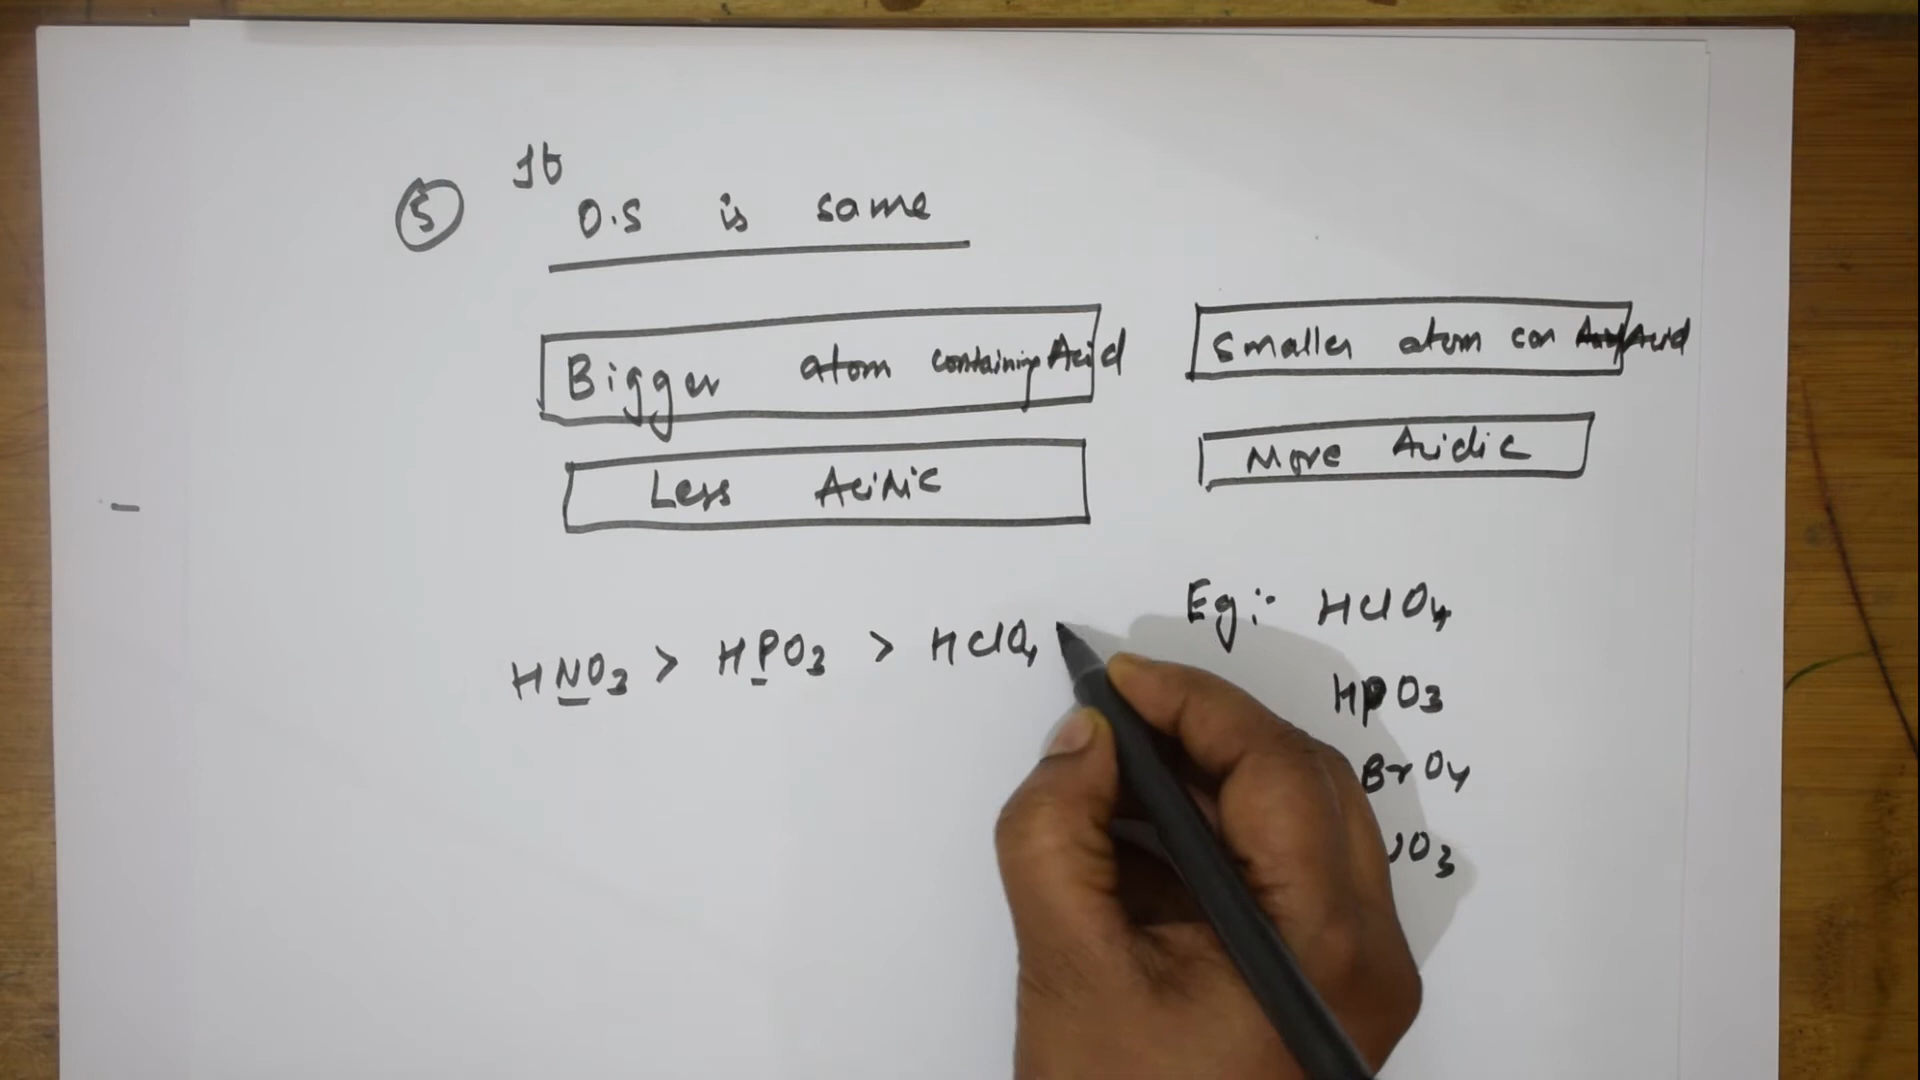 5 If
O.S is same
Bigger atom containing Acid
Smaller atom con Acid
Less Acidic
More Acidic
Eg:- HClO4
HNO3 > HPO3 > HClO4
HPO3
BrO4
O3